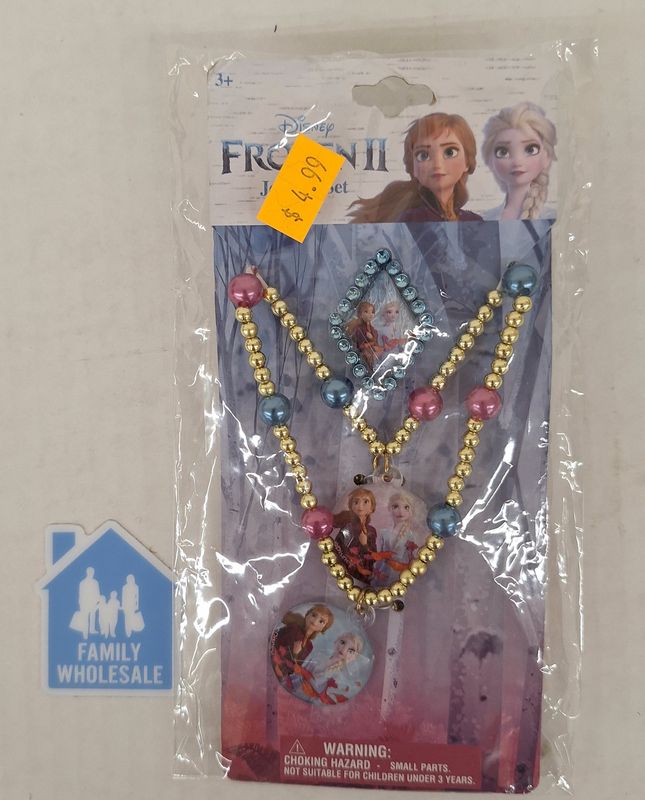 3+
Disney
FROZEN II
Set
4.99
FAMILY
WHOLESALE
WARNING:
CHOKING HAZARD - SMALL PARTS.
NOT SUITABLE FOR CHILDREN UNDER 3 YEARS.